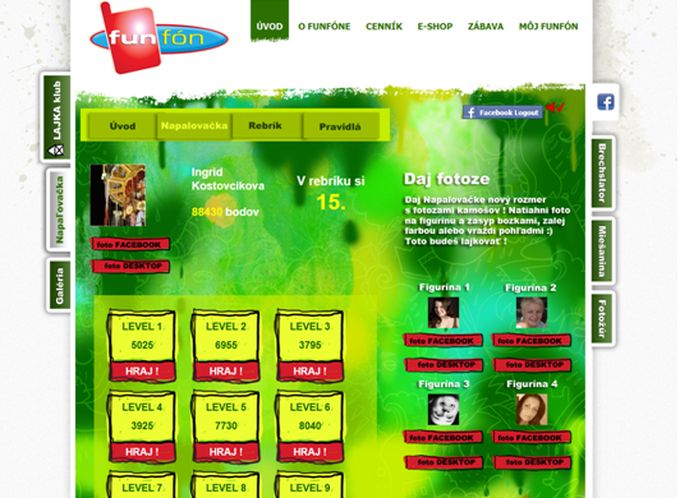 funfón
ÚVOD
O FUNFÓNE
CENNÍK
E-SHOP
ZÁBAVA
MÔJ FUNFÓN
LAJKA klub
Napaľovačka
Galéria
Úvod
Napalovačka
Rebrík
Pravidlá
Facebook Logout
Brechslator
Miešanina
Fotožúr
Ingrid
Kostovcikova
88430 bodov
V rebríku si
15.
foto FACEBOOK
foto DESKTOP
Daj fotoze
Daj Napalovačke nový rozmer
s fotozami kamošov ! Natiahni foto
na figurínu a zasyp bozkami, zalej
farbou alebo vraždi pohľadmi :)
Toto budeš lajkovať !
LEVEL 1
5025
HRAJ !
LEVEL 2
6955
HRAJ !
LEVEL 3
3795
HRAJ !
LEVEL 4
3925
HRAJ !
LEVEL 5
7730
HRAJ !
LEVEL 6
8040
HRAJ !
LEVEL 7
LEVEL 8
LEVEL 9
Figurína 1
foto FACEBOOK
foto DESKTOP
Figurína 2
foto FACEBOOK
foto DESKTOP
Figurína 3
foto FACEBOOK
foto DESKTOP
Figurína 4
foto FACEBOOK
foto DESKTOP